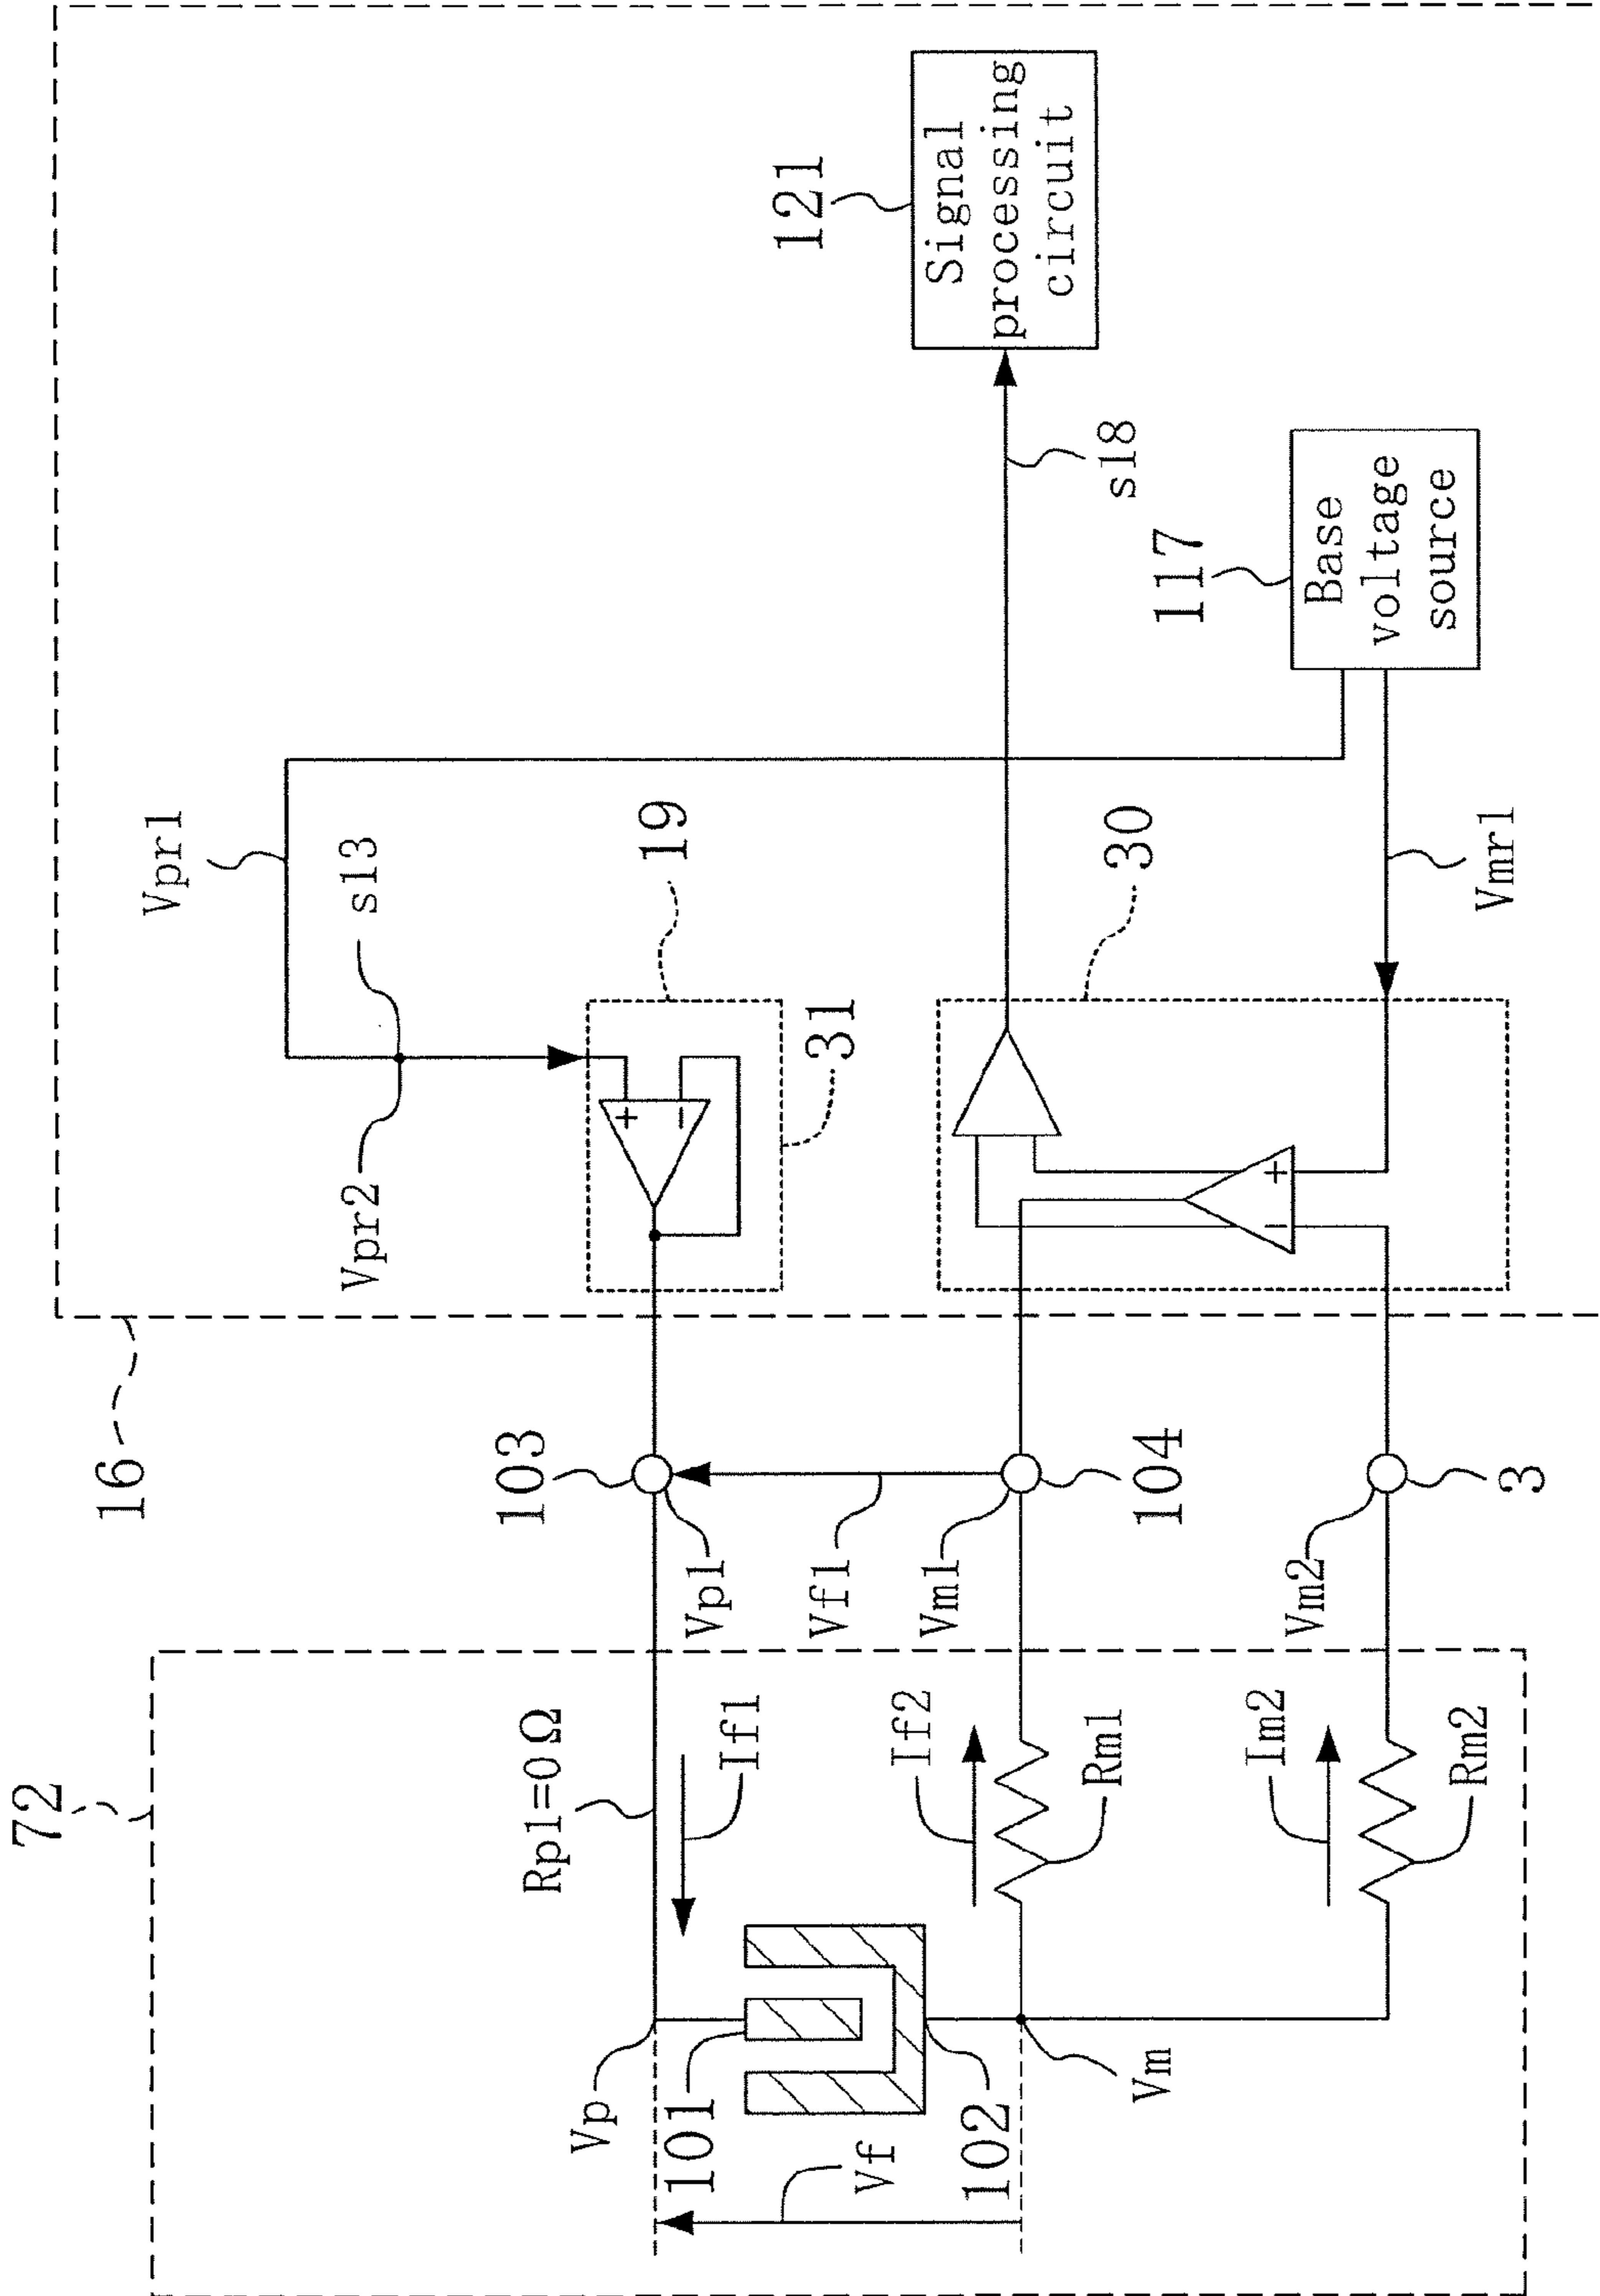 72
16
Rp1=0Ω
103
Vpr1
Vpr2
s13
19
31
Vp
101
If1
Vp1
Vf
Vf1
102
Vm1
If2
Rm1
104
Vm
30
s18
121
Signal
processing
circuit
117
Base
voltage
source
Vmr1
Im2
Rm2
Vm2
3